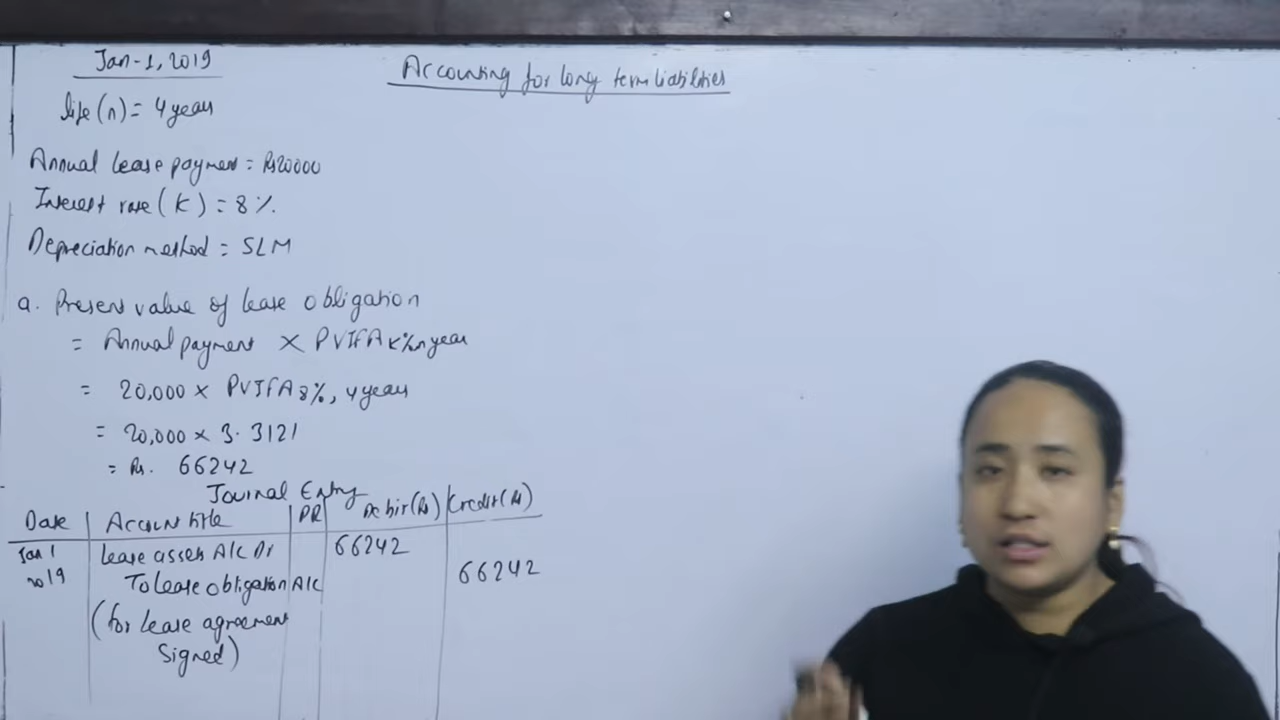 Jan-1, 2019
Accounting for long term liabilities
life (n) = 4 years
Annual lease payment = Rs20000
Interest rate (K) = 8%.
Depreciation method = SLM
a. Present value of lease obligation
= Annual payment × PVIFA K%, n year
= 20,000 × PVIFA 8%, 4 years
= 20,000 × 3.3121
= Rs. 66242
Journal Entry
Date | Account title | PR | Debit (Rs) | Credit (Rs)
Jan 1 Lease assets A/C Dr 66242
2019 To Lease obligation A/C 66242
(for lease agreement
signed)